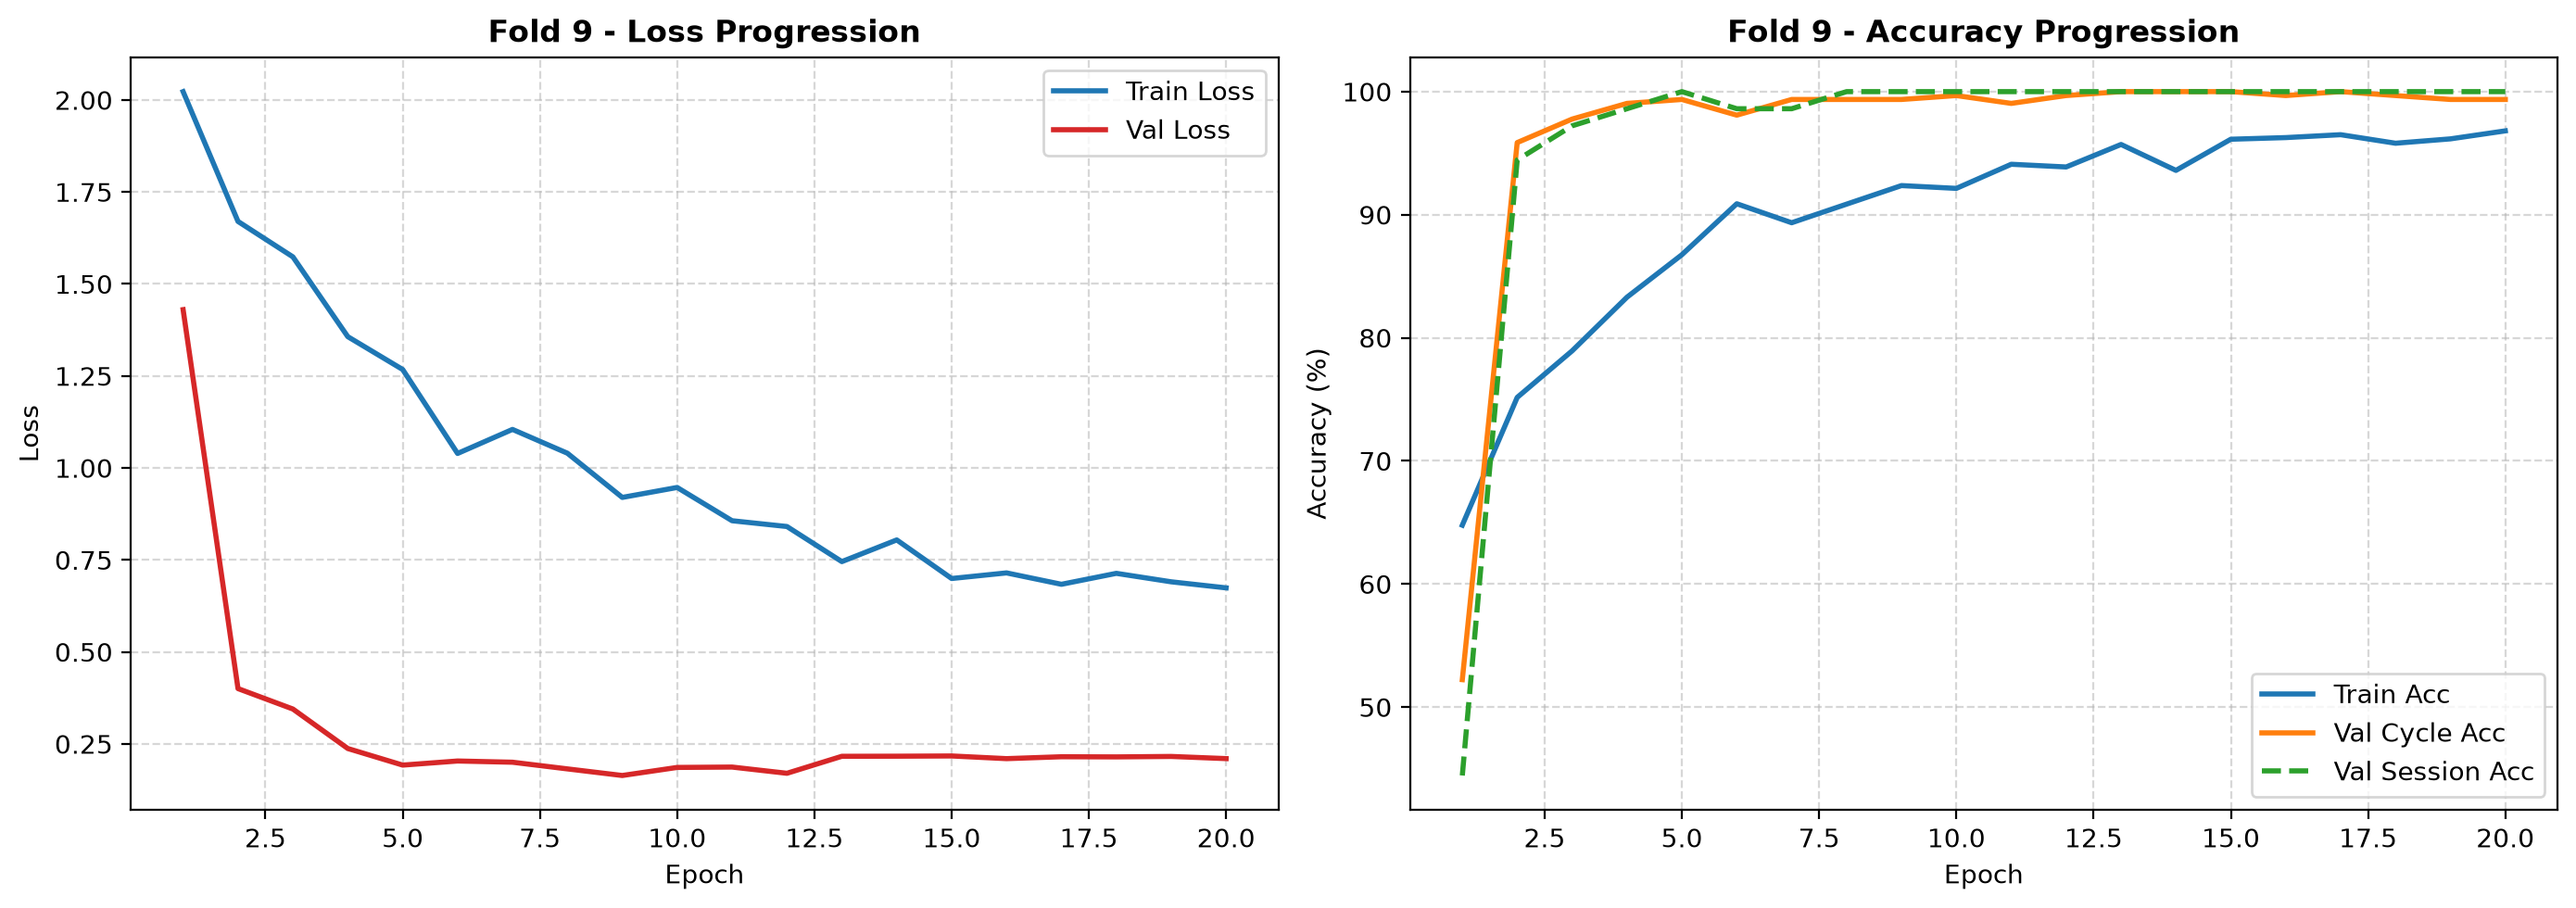 Fold 9 - Loss Progression
Train Loss
Val Loss
2.00
1.75
1.50
1.25
1.00
0.75
0.50
0.25
Loss
2.5 5.0 7.5 10.0 12.5 15.0 17.5 20.0
Epoch
Fold 9 - Accuracy Progression
100
90
80
70
60
50
Accuracy (%)
Train Acc
Val Cycle Acc
Val Session Acc
2.5 5.0 7.5 10.0 12.5 15.0 17.5 20.0
Epoch